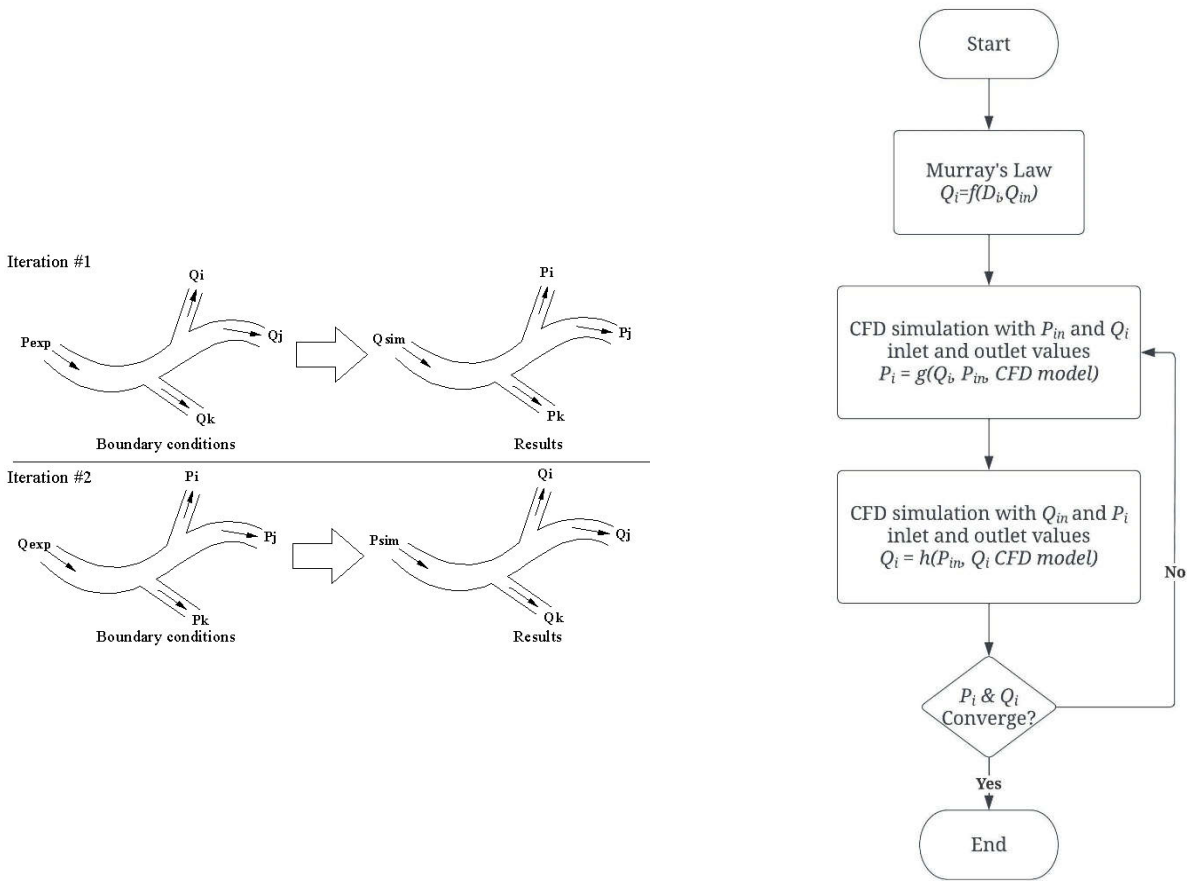 Iteration #1
Qi
Pexp
Qj
Qk
Boundary conditions
Pi
Qsim
Pj
Pk
Results
Iteration #2
Pi
Qexp
Pj
Pk
Boundary conditions
Qi
Psim
Qj
Qk
Results
Start
Murray's Law
Qi=f(Di,Qin)
CFD simulation with Pin and Qi
inlet and outlet values
Pi = g(Qi, Pin, CFD model)
CFD simulation with Qin and Pi
inlet and outlet values
Qi = h(Pin, Qi CFD model)
No
Pi & Qi
Converge?
Yes
End